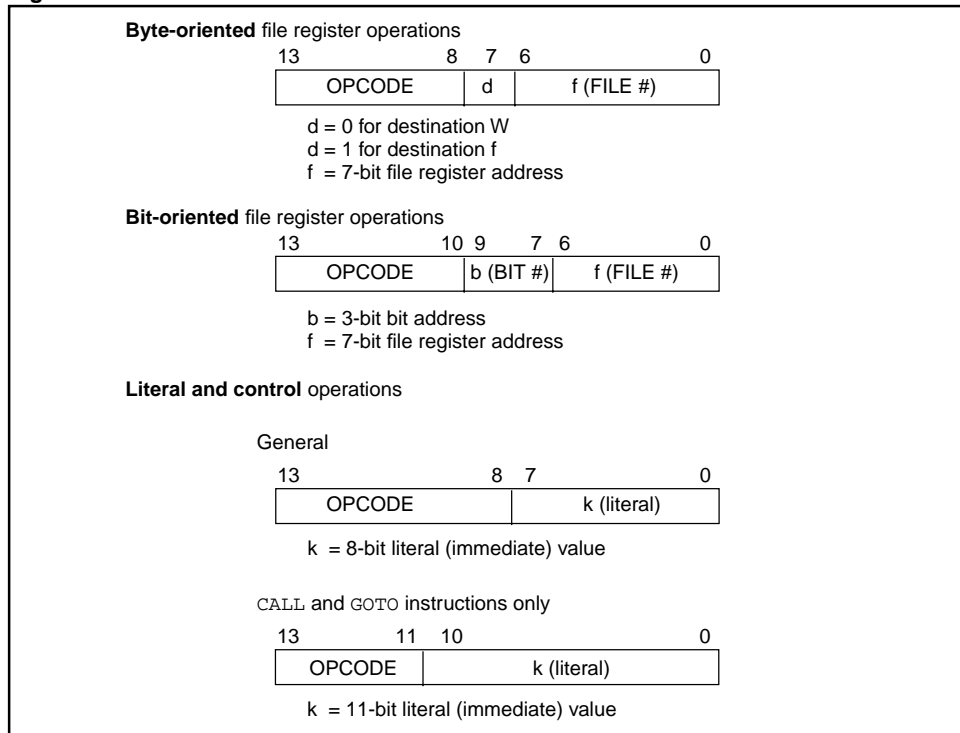 Byte-oriented file register operations
13 8 7 6 0
OPCODE d f (FILE #)
d = 0 for destination W
d = 1 for destination f
f = 7-bit file register address
Bit-oriented file register operations
13 10 9 7 6 0
OPCODE b (BIT #) f (FILE #)
b = 3-bit bit address
f = 7-bit file register address
Literal and control operations
General
13 8 7 0
OPCODE k (literal)
k = 8-bit literal (immediate) value
CALL and GOTO instructions only
13 11 10 0
OPCODE k (literal)
k = 11-bit literal (immediate) value